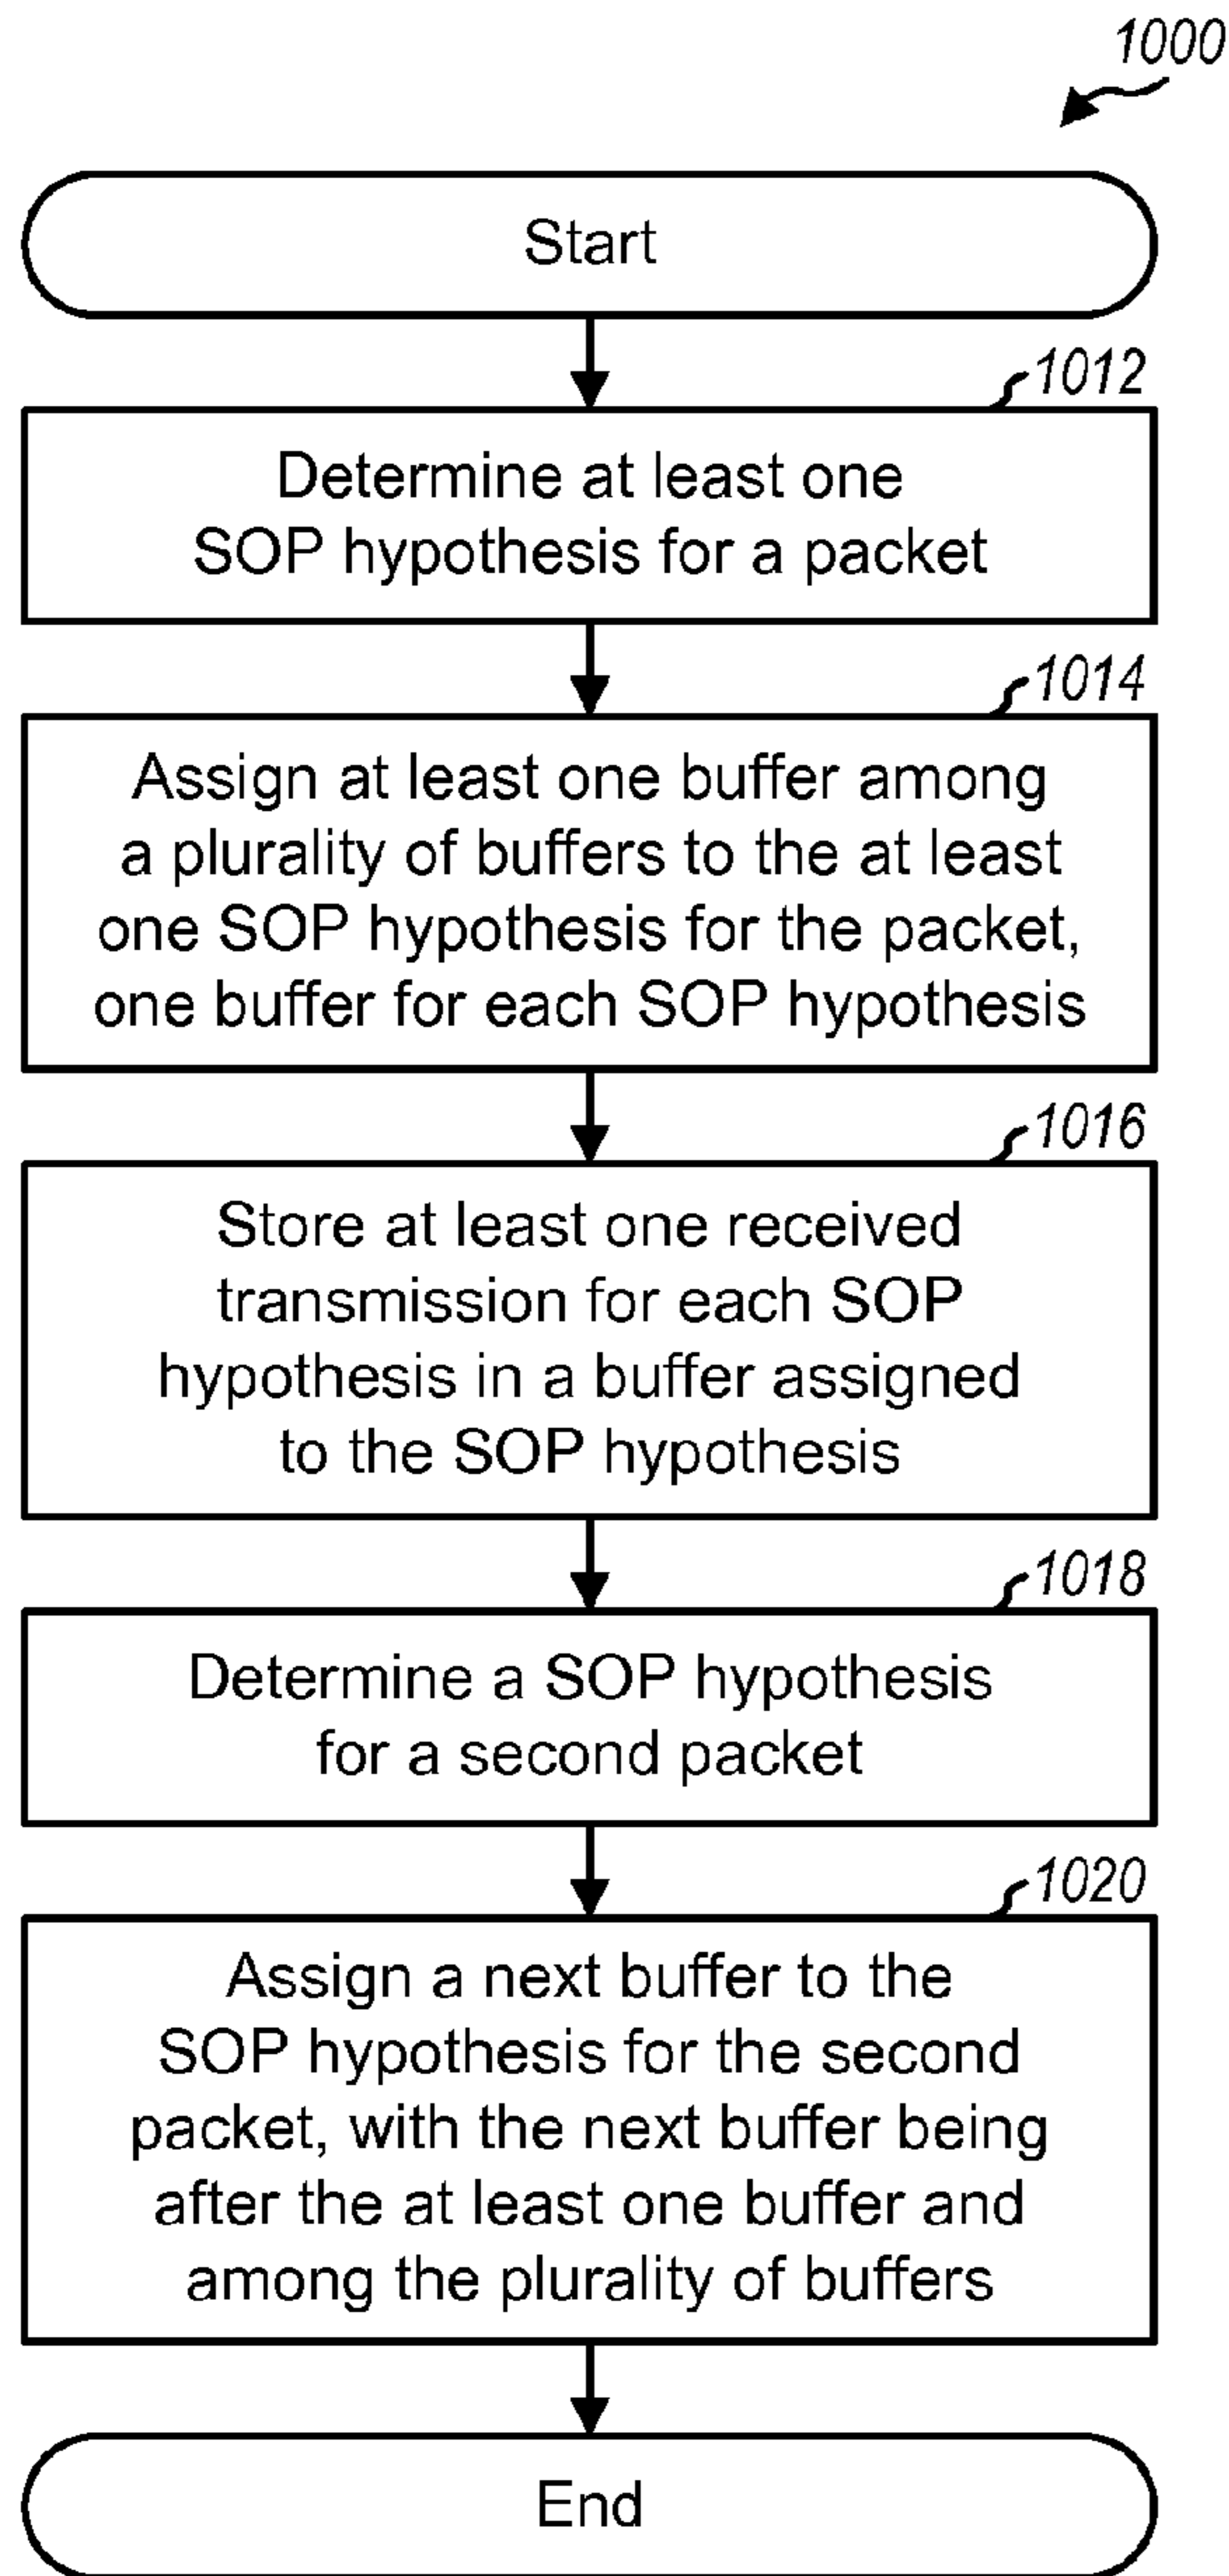 1000
Start
1012
Determine at least one
SOP hypothesis for a packet
1014
Assign at least one buffer among
a plurality of buffers to the at least
one SOP hypothesis for the packet,
one buffer for each SOP hypothesis
1016
Store at least one received
transmission for each SOP
hypothesis in a buffer assigned
to the SOP hypothesis
1018
Determine a SOP hypothesis
for a second packet
1020
Assign a next buffer to the
SOP hypothesis for the second
packet, with the next buffer being
after the at least one buffer and
among the plurality of buffers
End